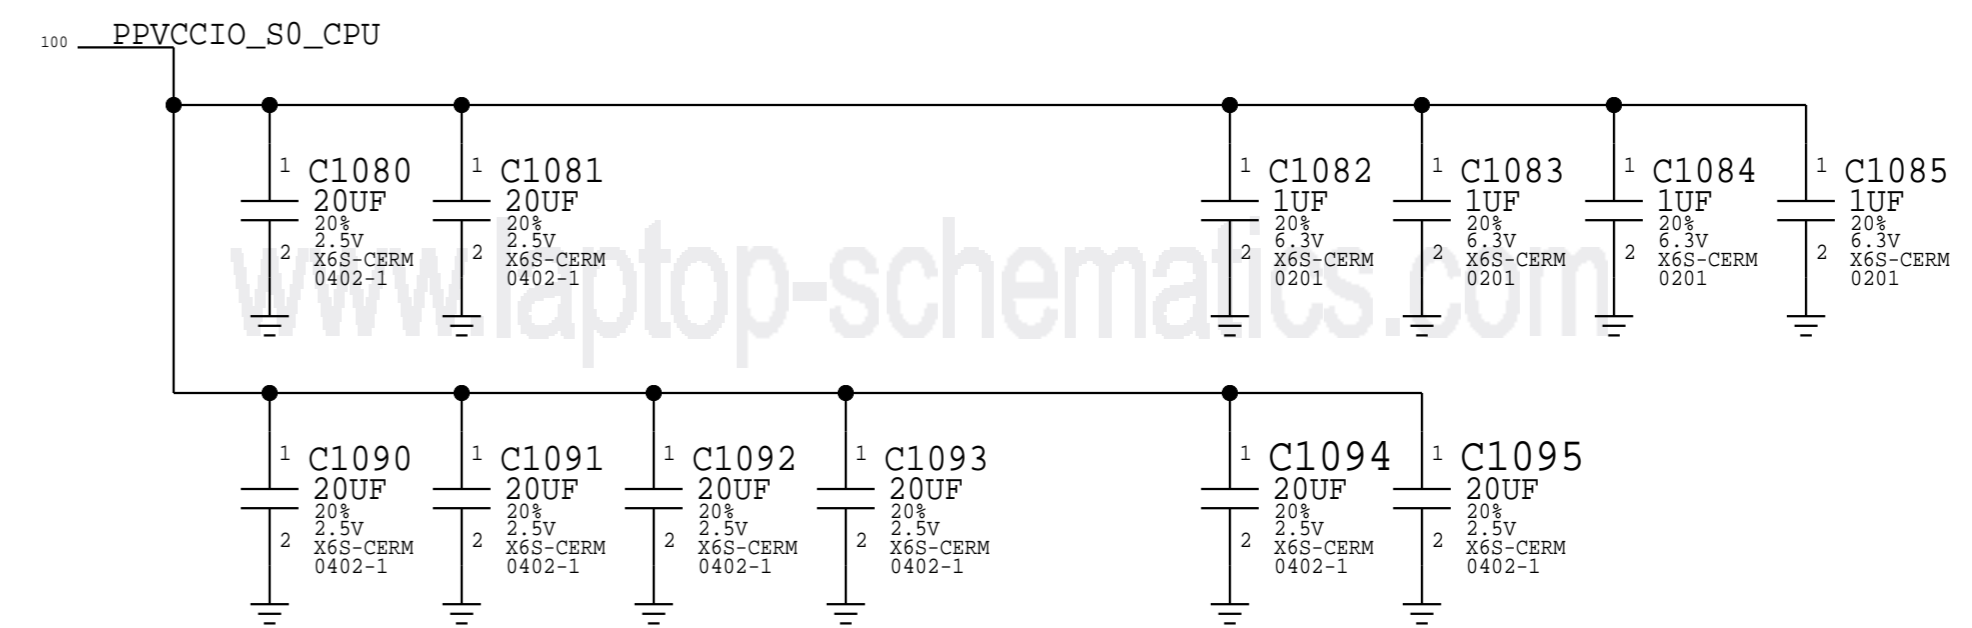 100 PPVCCIO_S0_CPU
1 C1080
20UF
20%
2.5V
2 X6S-CERM
0402-1
1 C1081
20UF
20%
2.5V
2 X6S-CERM
0402-1
1 C1082
1UF
20%
6.3V
2 X6S-CERM
0201
1 C1083
1UF
20%
6.3V
2 X6S-CERM
0201
1 C1084
1UF
20%
6.3V
2 X6S-CERM
0201
1 C1085
1UF
20%
6.3V
2 X6S-CERM
0201
www.laptop-schematics.com
1 C1090
20UF
20%
2.5V
2 X6S-CERM
0402-1
1 C1091
20UF
20%
2.5V
2 X6S-CERM
0402-1
1 C1092
20UF
20%
2.5V
2 X6S-CERM
0402-1
1 C1093
20UF
20%
2.5V
2 X6S-CERM
0402-1
1 C1094
20UF
20%
2.5V
2 X6S-CERM
0402-1
1 C1095
20UF
20%
2.5V
2 X6S-CERM
0402-1